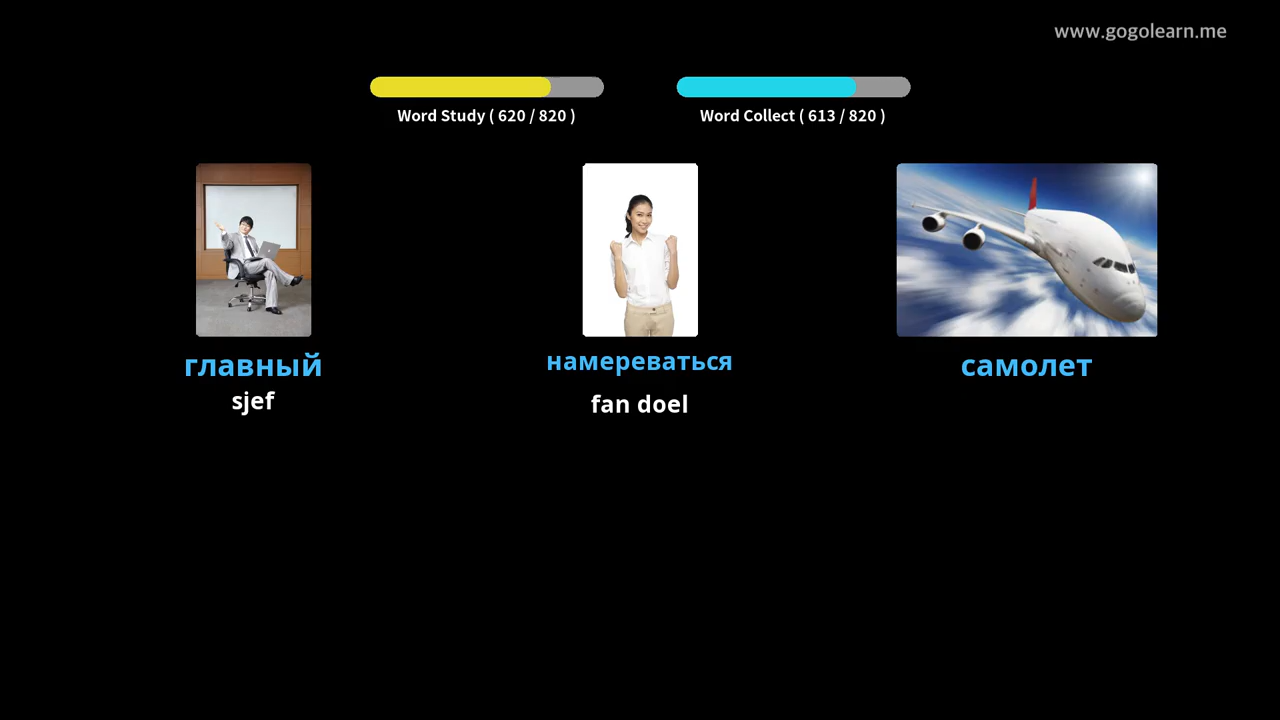 www.gogolearn.me
Word Study ( 620 / 820 )
Word Collect ( 613 / 820 )
главный
sjef
намереваться
fan doel
самолет